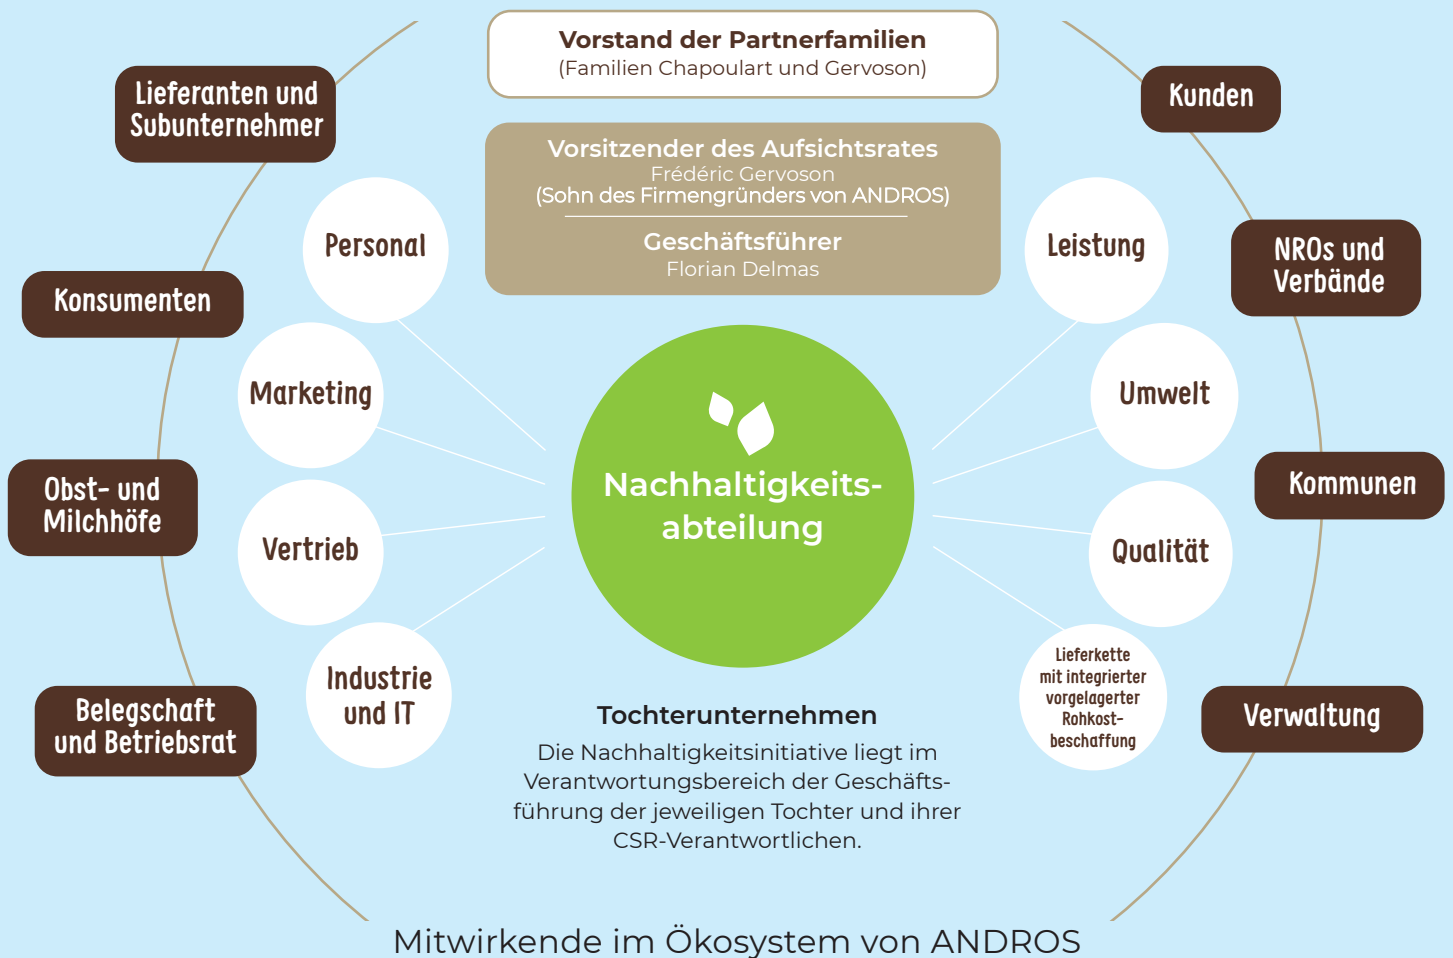 Vorstand der Partnerfamilien
(Familien Chapoulart und Gervoson)
Vorsitzender des Aufsichtsrates
Frédéric Gervoson
(Sohn des Firmengründers von ANDROS)
Geschäftsführer
Florian Delmas
Lieferanten und
Subunternehmer
Konsumenten
Obst- und
Milchhöfe
Belegschaft
und Betriebsrat
Personal
Marketing
Vertrieb
Industrie
und IT
Nachhaltigkeits-
abteilung
Leistung
Umwelt
Qualität
Lieferkette
mit integrierter
vorgelagerter
Rohkost-
beschaffung
Kunden
NROs und
Verbände
Kommunen
Verwaltung
Tochterunternehmen
Die Nachhaltigkeitsinitiative liegt im
Verantwortungsbereich der Geschäfts-
führung der jeweiligen Tochter und ihrer
CSR-Verantwortlichen.
Mitwirkende im Ökosystem von ANDROS